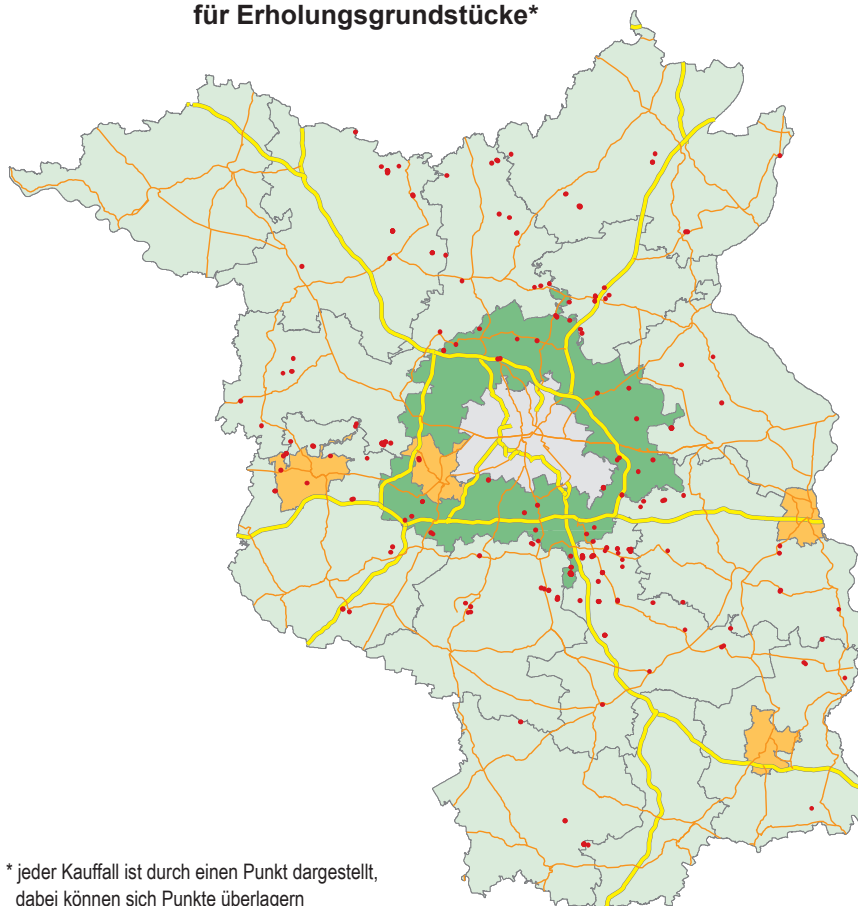 für Erholungsgrundstücke*
* jeder Kauffall ist durch einen Punkt dargestellt,
dabei können sich Punkte überlagern